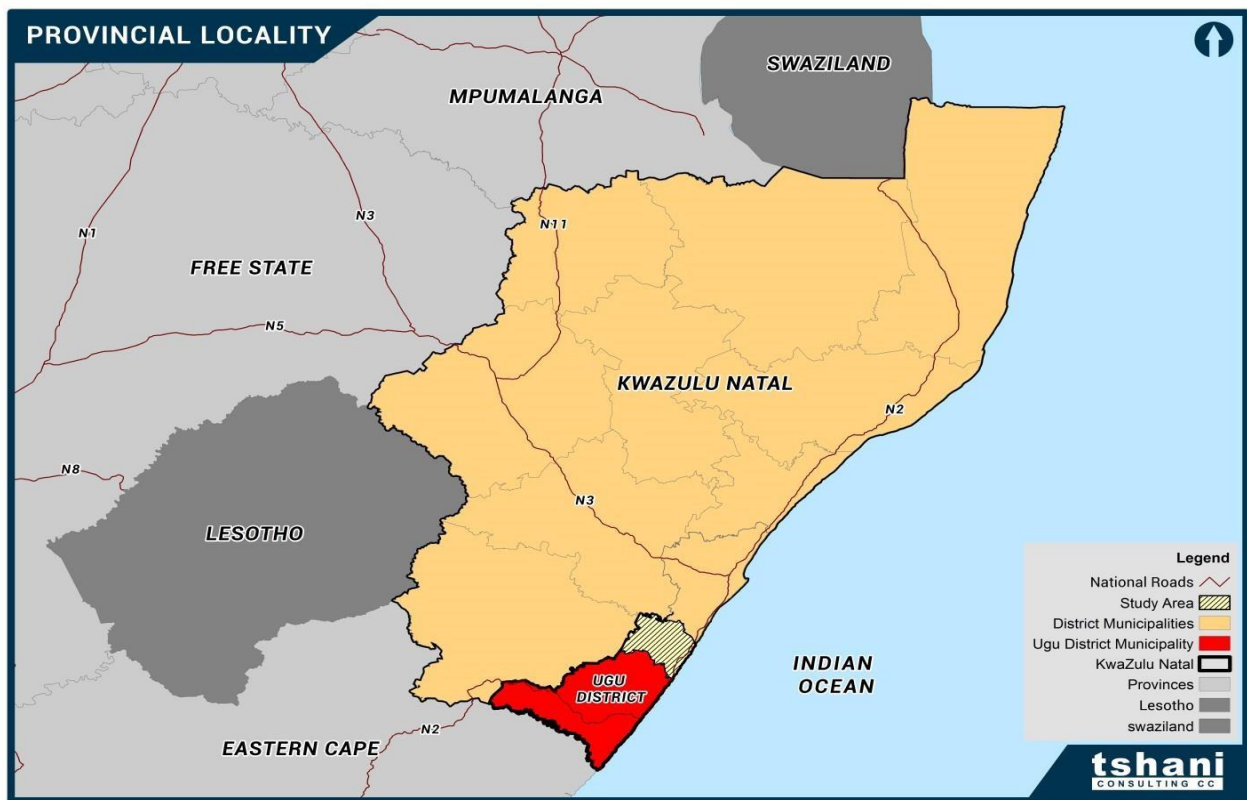 PROVINCIAL LOCALITY
SWAZILAND
MPUMALANGA
N3
N1
N11
FREE STATE
N5
KWAZULU NATAL
N2
N8
N3
LESOTHO
INDIAN
OCEAN
UGU
DISTRICT
N2
EASTERN CAPE
Legend
National Roads
Study Area
District Municipalities
Ugu District Municipality
KwaZulu Natal
Provinces
Lesotho
swaziland
tshani
CONSULTING CC